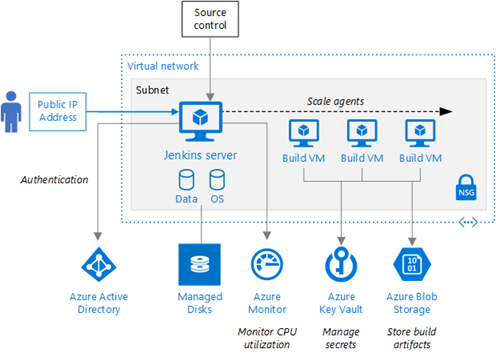 Source
control
Virtual network
Subnet
Public IP
Address
Scale agents
Jenkins server
Build VM
Build VM
Build VM
Authentication
Data
OS
NSG
10
01
Azure Active
Directory
Managed
Disks
Azure
Monitor
Azure
Key Vault
Azure Blob
Storage
Monitor CPU
utilization
Manage
secrets
Store build
artifacts